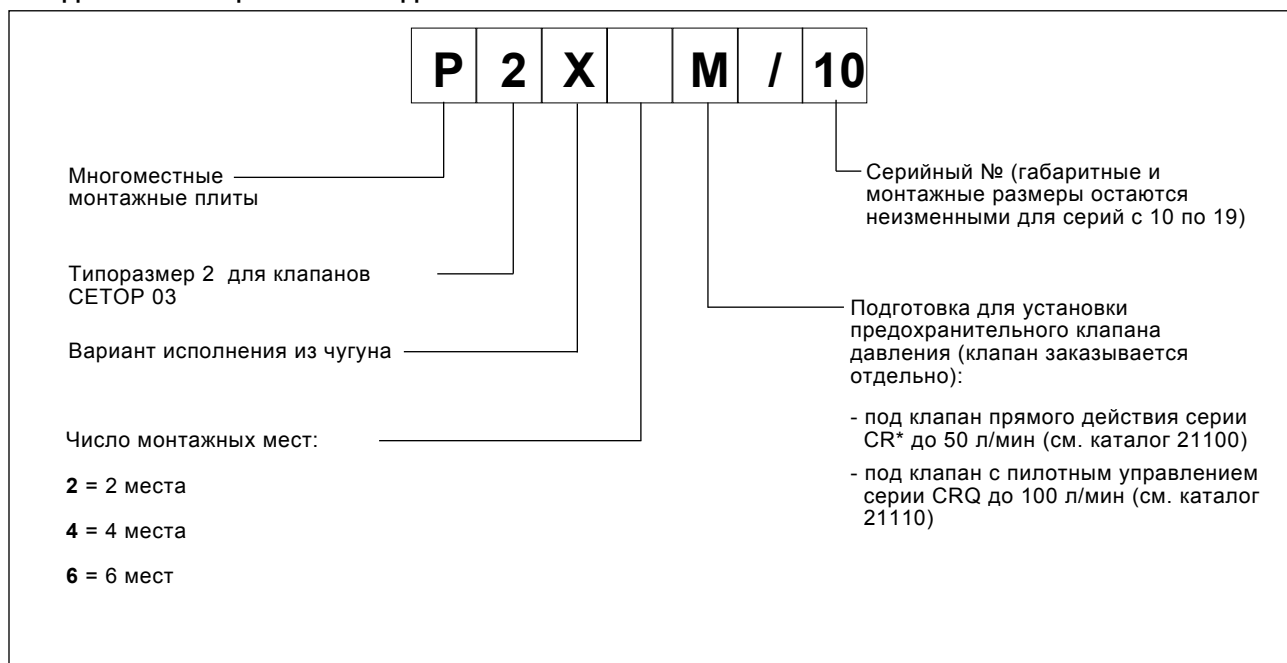 P 2 X M / 10
Многоместные
монтажные плиты
Типоразмер 2 для клапанов
CETOP 03
Вариант исполнения из чугуна
Число монтажных мест:
2 = 2 места
4 = 4 места
6 = 6 мест
Серийный № (габаритные и
монтажные размеры остаются
неизменными для серий с 10 по 19)
Подготовка для установки
предохранительного клапана
давления (клапан заказывается
отдельно):
- под клапан прямого действия серии
CR* до 50 л/мин (см. каталог 21100)
- под клапан с пилотным управлением
серии CRQ до 100 л/мин (см. каталог
21110)